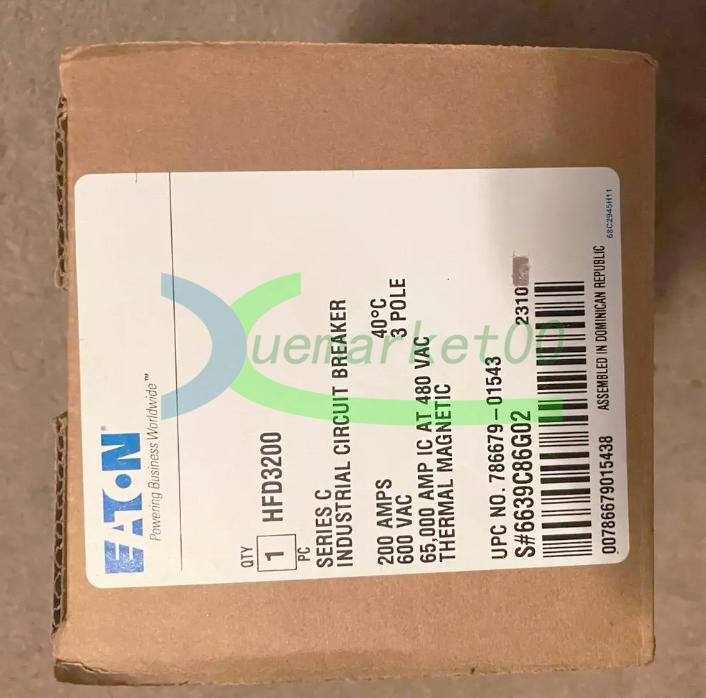 EATON
Powering Business Worldwide™
QTY
1 HFD3200
PC
SERIES C
INDUSTRIAL CIRCUIT BREAKER
200 AMPS 40°C
600 VAC 3 POLE
65,000 AMP IC AT 480 VAC
THERMAL MAGNETIC
UPC NO. 786679-01543
S#6639C86G02 2310
00786679015438 ASSEMBLED IN DOMINICAN REPUBLIC
68C2945H11
Xuemarket00